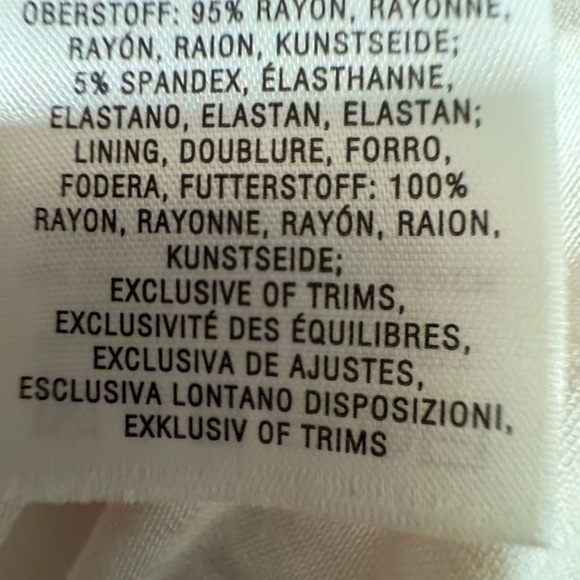 OBERSTOFF: 95% RAYON, RAYONNE,
RAYÓN, RAION, KUNSTSEIDE;
5% SPANDEX, ÉLASTHANNE,
ELASTANO, ELASTAN, ELASTAN;
LINING, DOUBLURE, FORRO,
FODERA, FUTTERSTOFF: 100%
RAYON, RAYONNE, RAYÓN, RAION,
KUNSTSEIDE;
EXCLUSIVE OF TRIMS,
EXCLUSIVITÉ DES ÉQUILIBRES,
EXCLUSIVA DE AJUSTES,
ESCLUSIVA LONTANO DISPOSIZIONI,
EXKLUSIV OF TRIMS